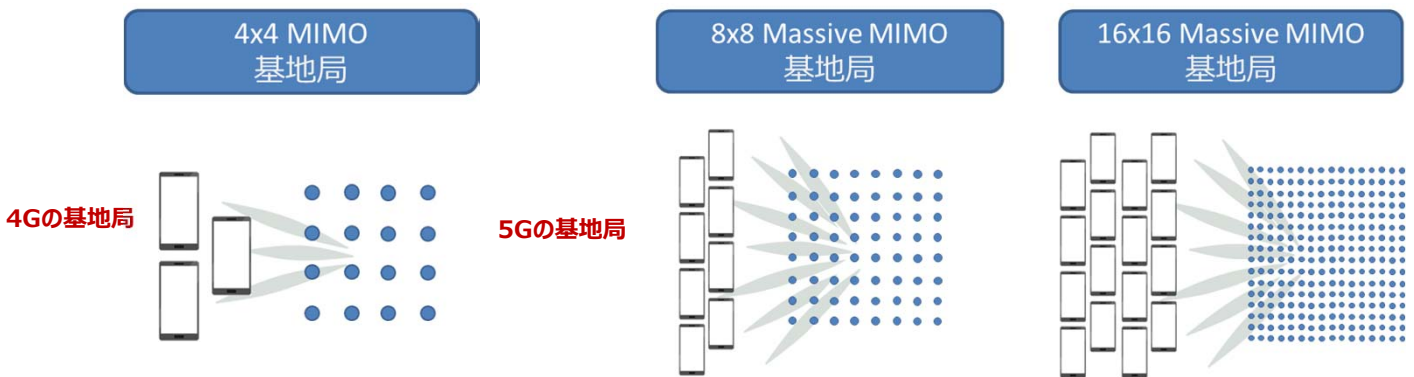 4x4 MIMO
基地局
8x8 Massive MIMO
基地局
16x16 Massive MIMO
基地局
4Gの基地局
5Gの基地局